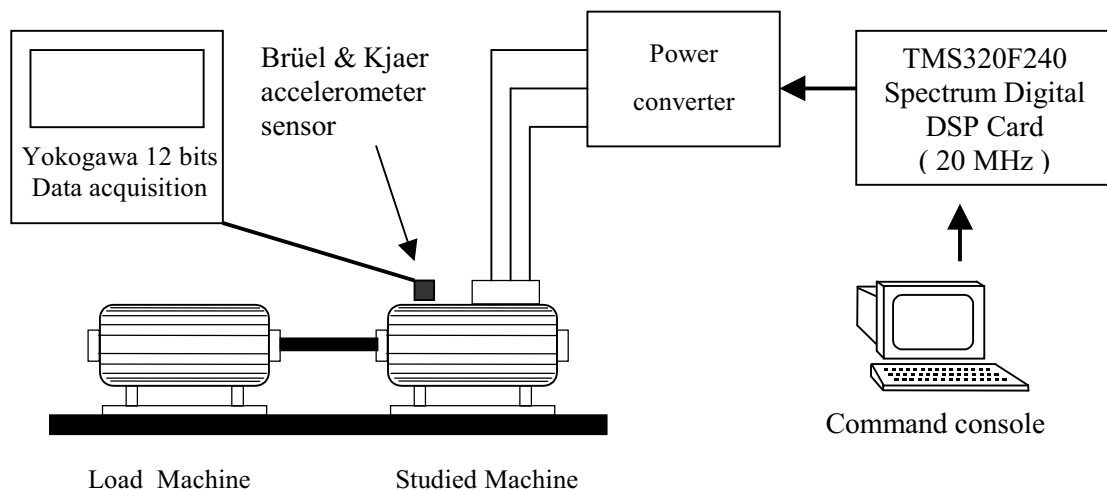 Yokogawa 12 bits
Data acquisition
Brüel & Kjaer
accelerometer
sensor
Power
converter
TMS320F240
Spectrum Digital
DSP Card
( 20 MHz )
Command console
Load Machine
Studied Machine